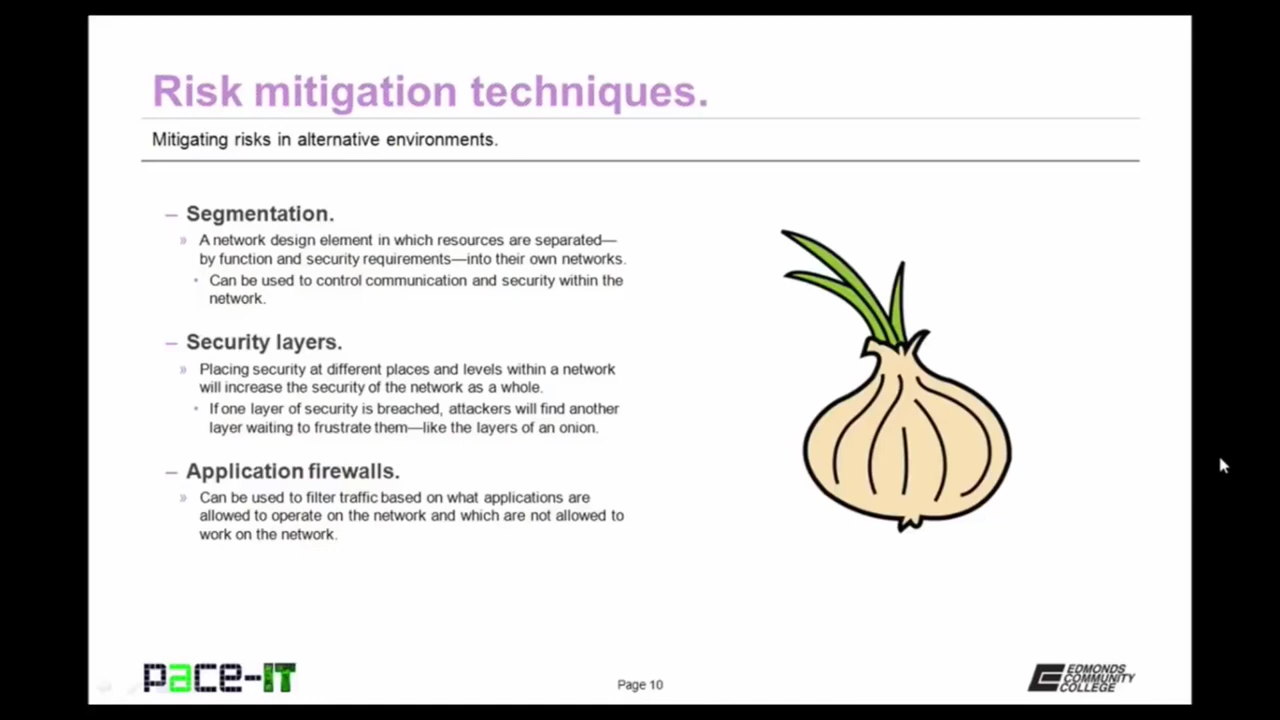 Risk mitigation techniques.
Mitigating risks in alternative environments.
– Segmentation.
» A network design element in which resources are separated—
by function and security requirements—into their own networks.
• Can be used to control communication and security within the
network.
– Security layers.
» Placing security at different places and levels within a network
will increase the security of the network as a whole.
• If one layer of security is breached, attackers will find another
layer waiting to frustrate them—like the layers of an onion.
– Application firewalls.
» Can be used to filter traffic based on what applications are
allowed to operate on the network and which are not allowed to
work on the network.
pace-IT
Page 10
EDMONDS
COMMUNITY
COLLEGE